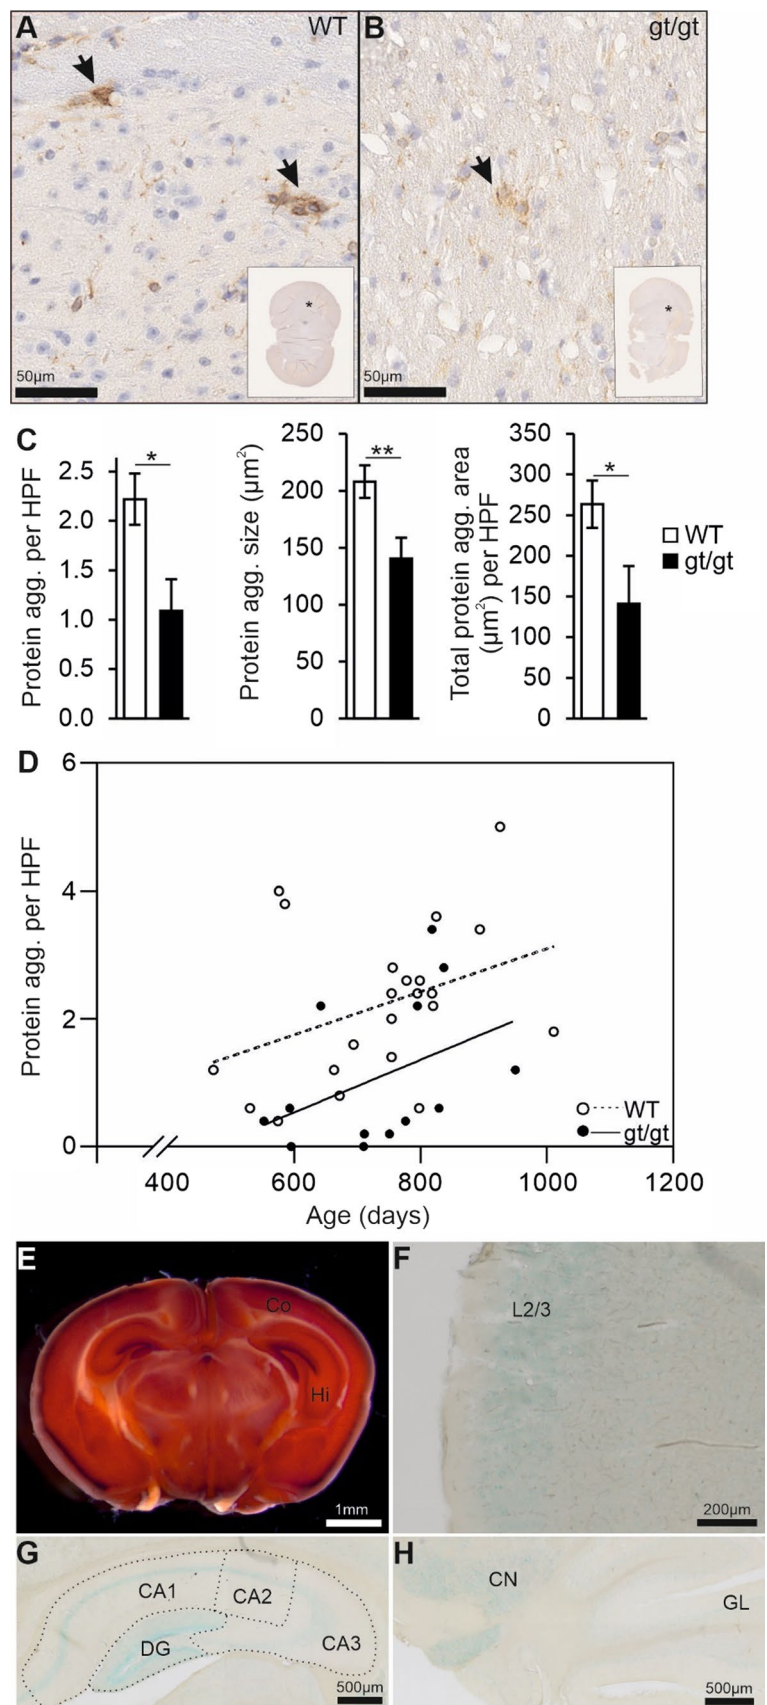 A WT
B gt/gt
*
*
50µm
50µm
C
Protein agg. per HPF
2.5
2.0
1.5
1.0
0.5
0.0
*
Protein agg. size (µm²)
250
200
150
100
50
0
**
Total protein agg. area
(µm²) per HPF
350
300
250
200
150
100
50
0
*
WT
gt/gt
D
Protein agg. per HPF
6
4
2
0
400 600 800 1000 1200
Age (days)
WT
gt/gt
E
Co
Hi
1mm
F
L2/3
200µm
G
CA1
CA2
CA3
DG
500µm
H
CN
GL
500µm